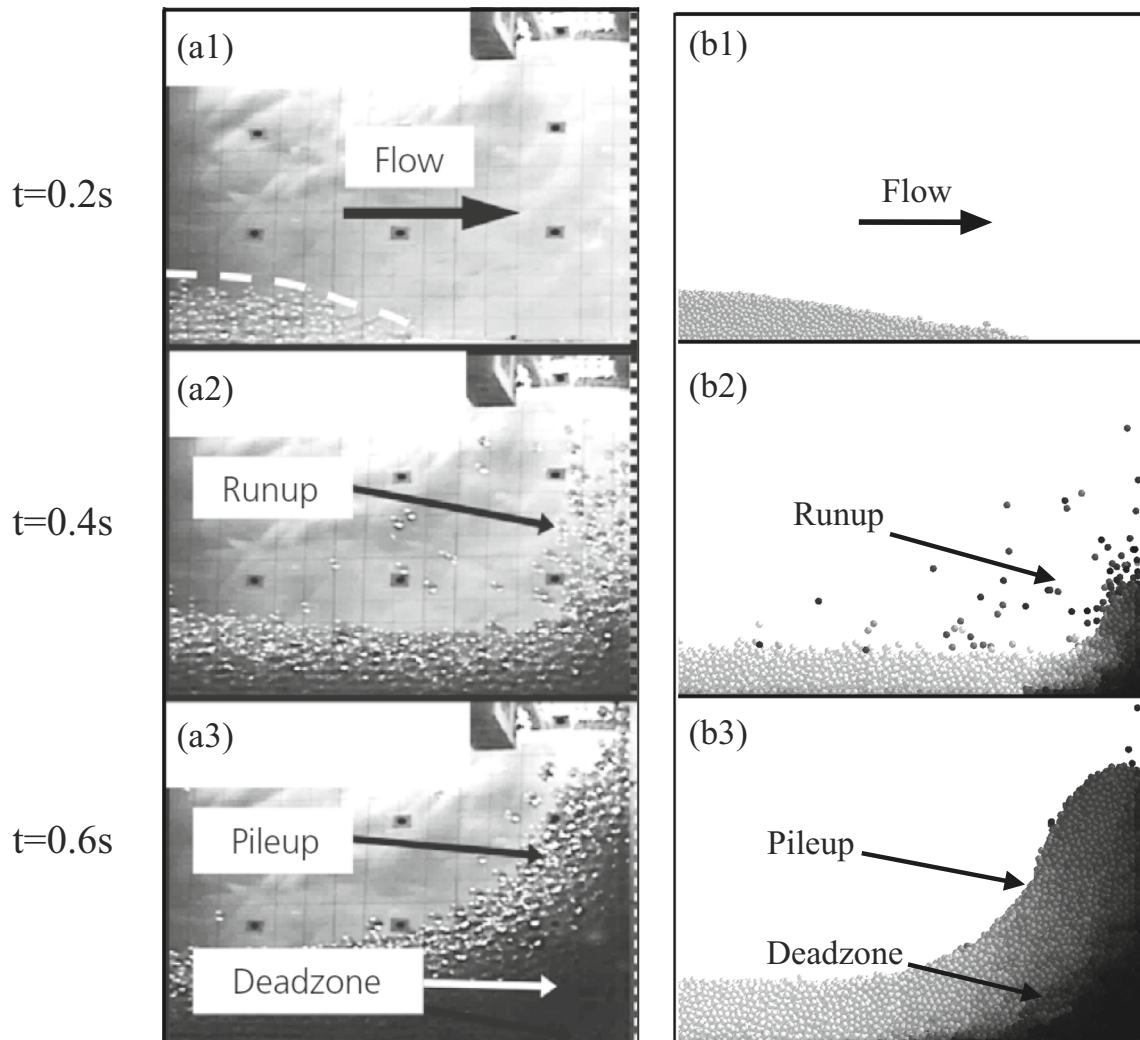 (a1)
(b1)
t=0.2s
Flow
Flow
(a2)
(b2)
t=0.4s
Runup
Runup
(a3)
(b3)
t=0.6s
Pileup
Pileup
Deadzone
Deadzone